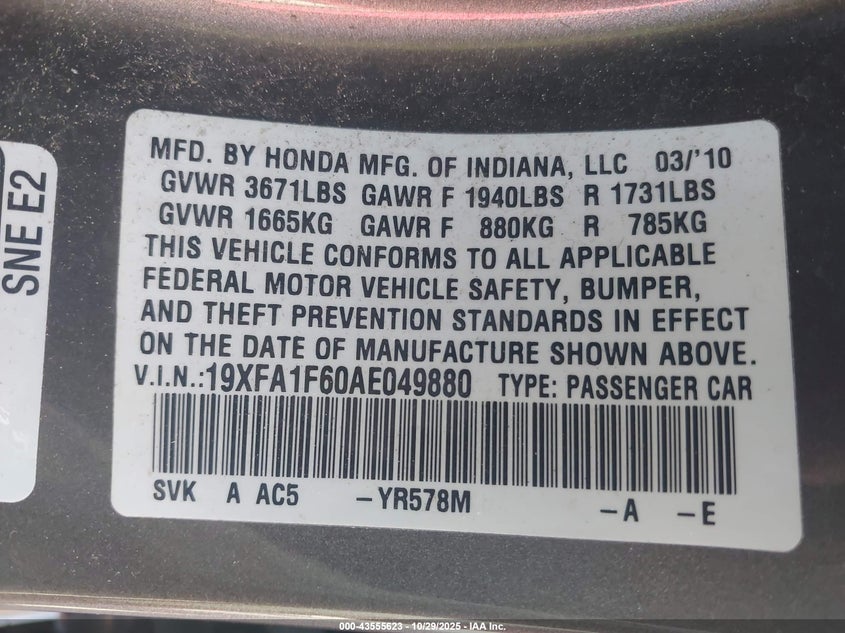 SNE E2
MFD. BY HONDA MFG. OF INDIANA, LLC 03/'10
GVWR 3671LBS GAWR F 1940LBS R 1731LBS
GVWR 1665KG GAWR F 880KG R 785KG
THIS VEHICLE CONFORMS TO ALL APPLICABLE
FEDERAL MOTOR VEHICLE SAFETY, BUMPER,
AND THEFT PREVENTION STANDARDS IN EFFECT
ON THE DATE OF MANUFACTURE SHOWN ABOVE.
V.I.N.:19XFA1F60AE049880 TYPE: PASSENGER CAR
SVK A AC5 -YR578M -A -E
000-43555623 - 10/29/2025 - IAA Inc.